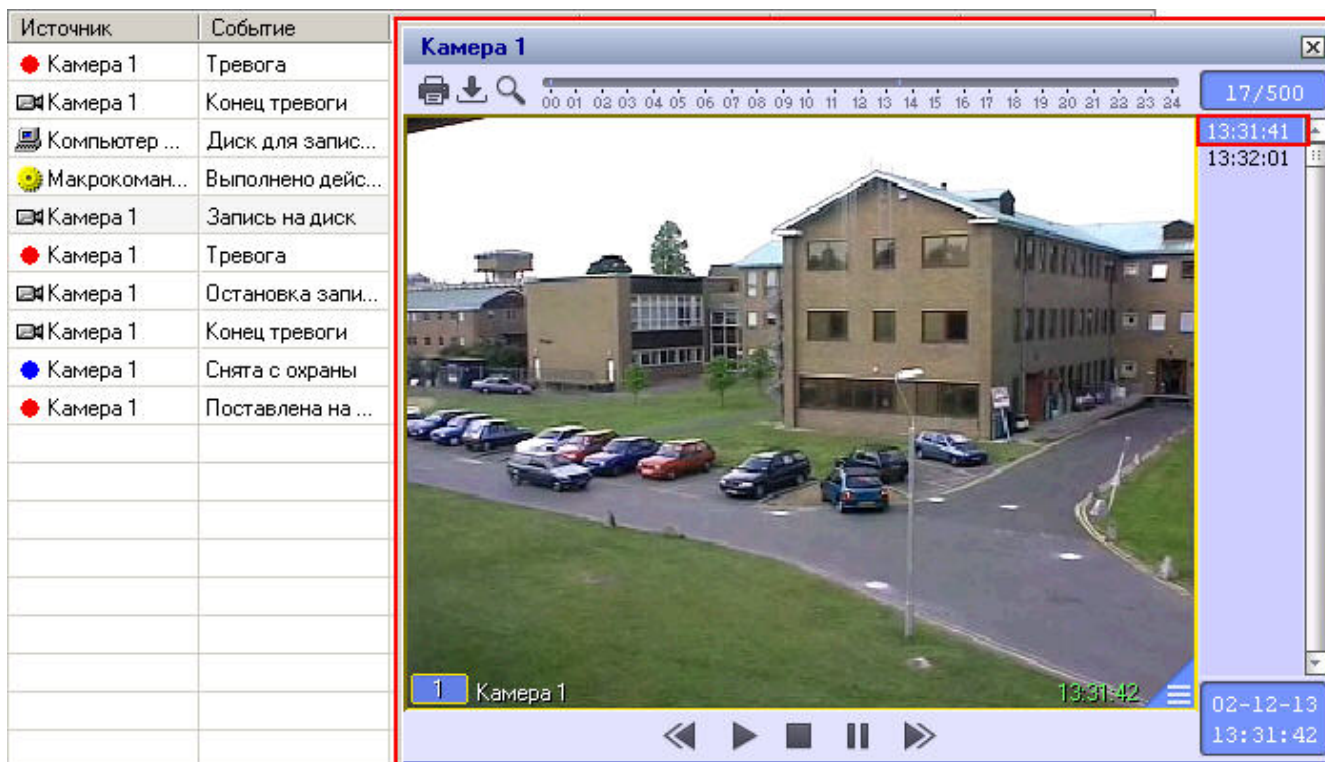 Источник Событие
Камера 1 Тревога
Камера 1 Конец тревоги
Компьютер ... Диск для запис...
Макрокоман... Выполнено дейс...
Камера 1 Запись на диск
Камера 1 Тревога
Камера 1 Остановка запи...
Камера 1 Конец тревоги
Камера 1 Снята с охраны
Камера 1 Поставлена на ...
Камера 1
00 01 02 03 04 05 06 07 08 09 10 11 12 13 14 15 16 17 18 19 20 21 22 23 24
17/500
13:31:41
13:32:01
1 Камера 1 13:31:42
02-12-13
13:31:42